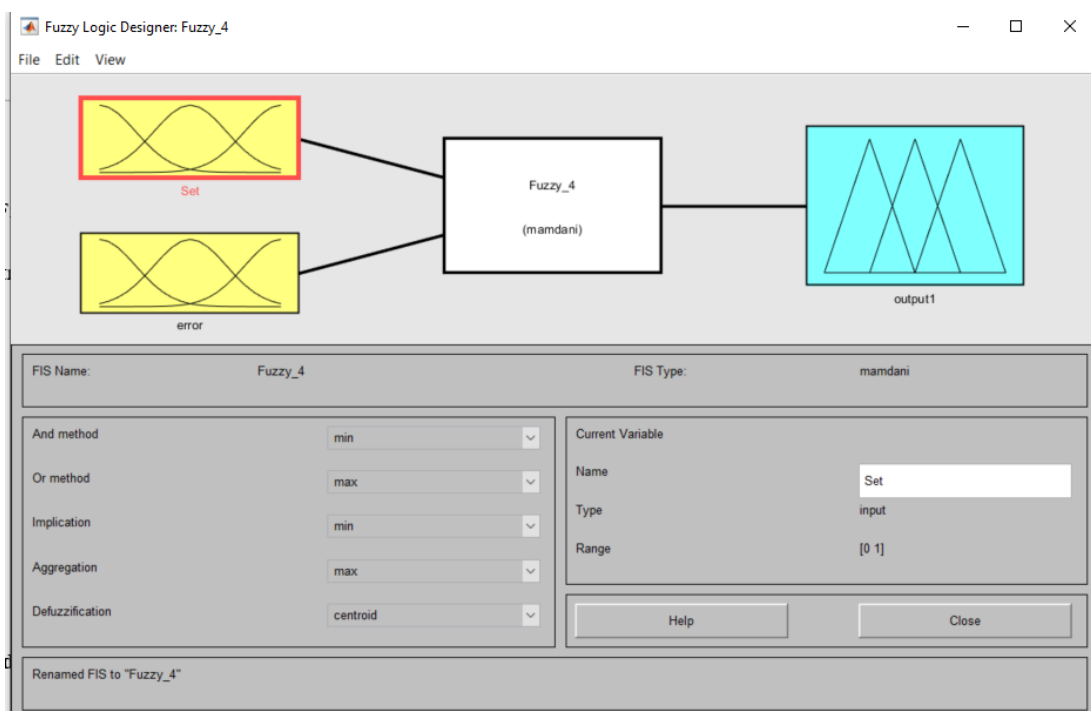 Fuzzy Logic Designer: Fuzzy_4
File Edit View
Set
error
Fuzzy_4
(mamdani)
output1
FIS Name: Fuzzy_4 FIS Type: mamdani
And method min
Or method max
Implication min
Aggregation max
Defuzzification centroid
Current Variable
Name Set
Type input
Range [0 1]
Help Close
Renamed FIS to "Fuzzy_4"